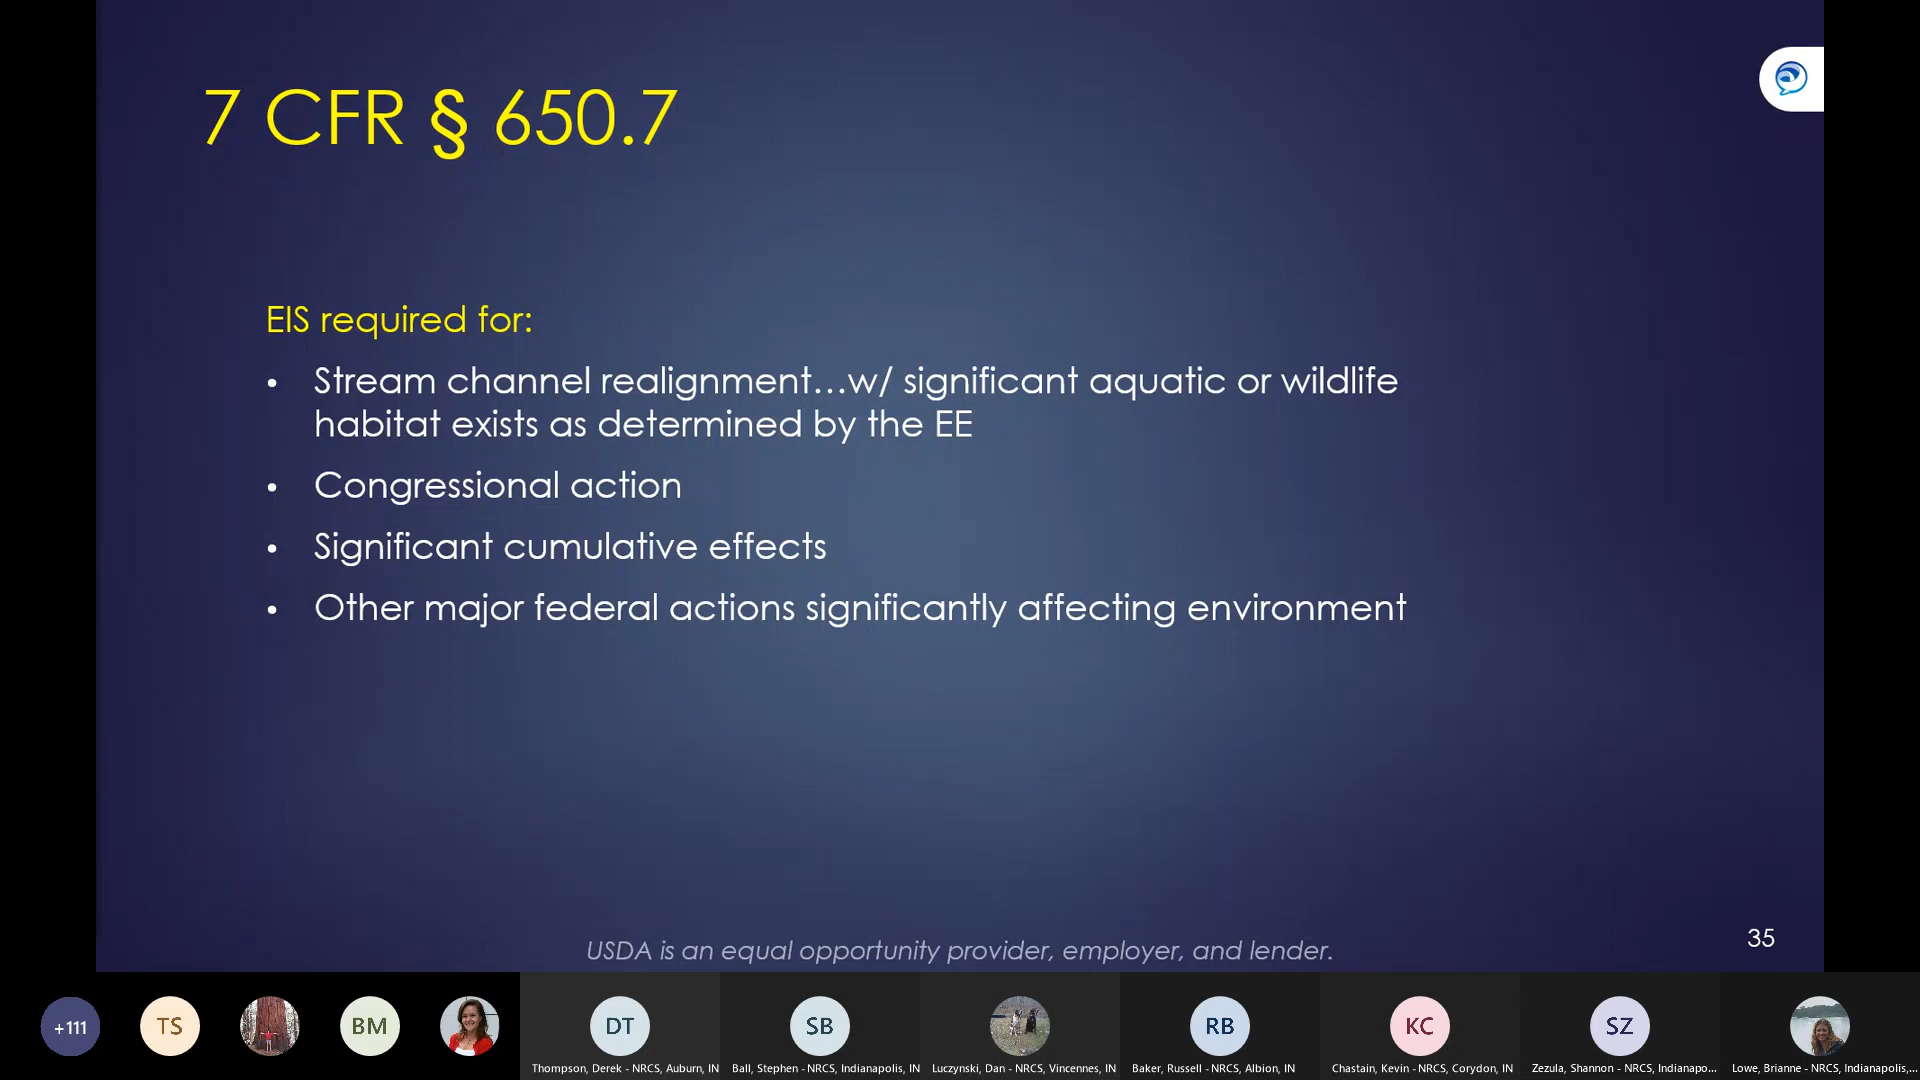 7 CFR § 650.7
EIS required for:
• Stream channel realignment…w/ significant aquatic or wildlife
habitat exists as determined by the EE
• Congressional action
• Significant cumulative effects
• Other major federal actions significantly affecting environment
USDA is an equal opportunity provider, employer, and lender.
35
+111
TS
BM
DT
SB
RB
KC
SZ
Thompson, Derek - NRCS, Auburn, IN
Ball, Stephen - NRCS, Indianapolis, IN
Luczynski, Dan - NRCS, Vincennes, IN
Baker, Russell - NRCS, Albion, IN
Chastain, Kevin - NRCS, Corydon, IN
Zezula, Shannon - NRCS, Indianapo...
Lowe, Brianne - NRCS, Indianapolis,...